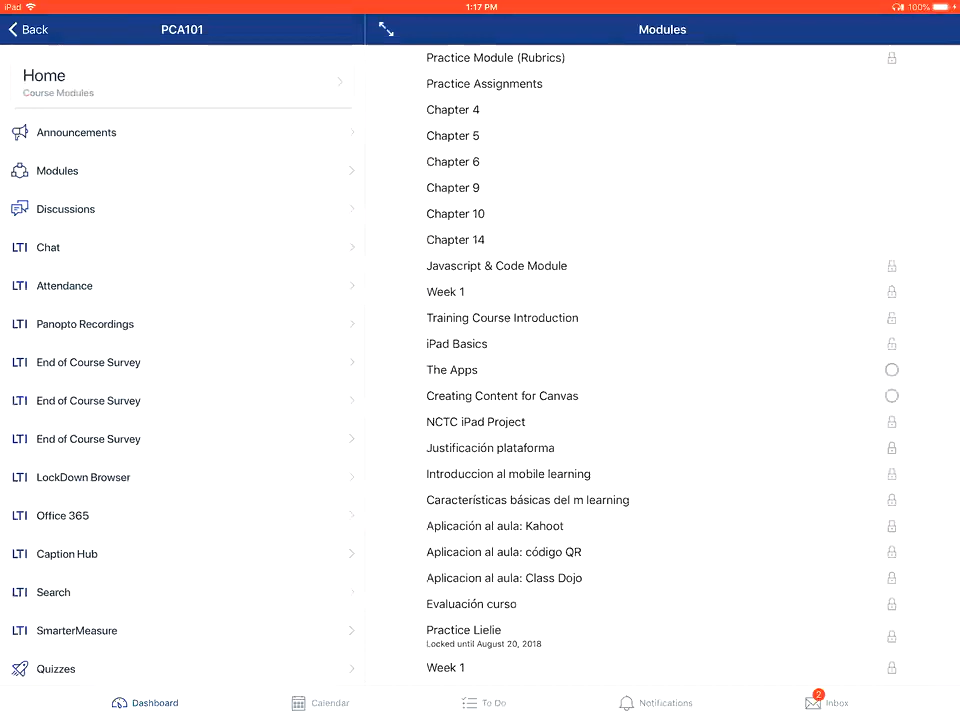 iPad
1:17 PM
100%
Back
PCA101
Modules
Home
Course Modules
Announcements
Modules
Discussions
LTI Chat
LTI Attendance
LTI Panopto Recordings
LTI End of Course Survey
LTI End of Course Survey
LTI End of Course Survey
LTI LockDown Browser
LTI Office 365
LTI Caption Hub
LTI Search
LTI SmarterMeasure
Quizzes
Practice Module (Rubrics)
Practice Assignments
Chapter 4
Chapter 5
Chapter 6
Chapter 9
Chapter 10
Chapter 14
Javascript & Code Module
Week 1
Training Course Introduction
iPad Basics
The Apps
Creating Content for Canvas
NCTC iPad Project
Justificación plataforma
Introduccion al mobile learning
Características básicas del m learning
Aplicación al aula: Kahoot
Aplicacion al aula: código QR
Aplicacion al aula: Class Dojo
Evaluación curso
Practice Lielie
Locked until August 20, 2018
Week 1
Dashboard
Calendar
To Do
Notifications
2
Inbox